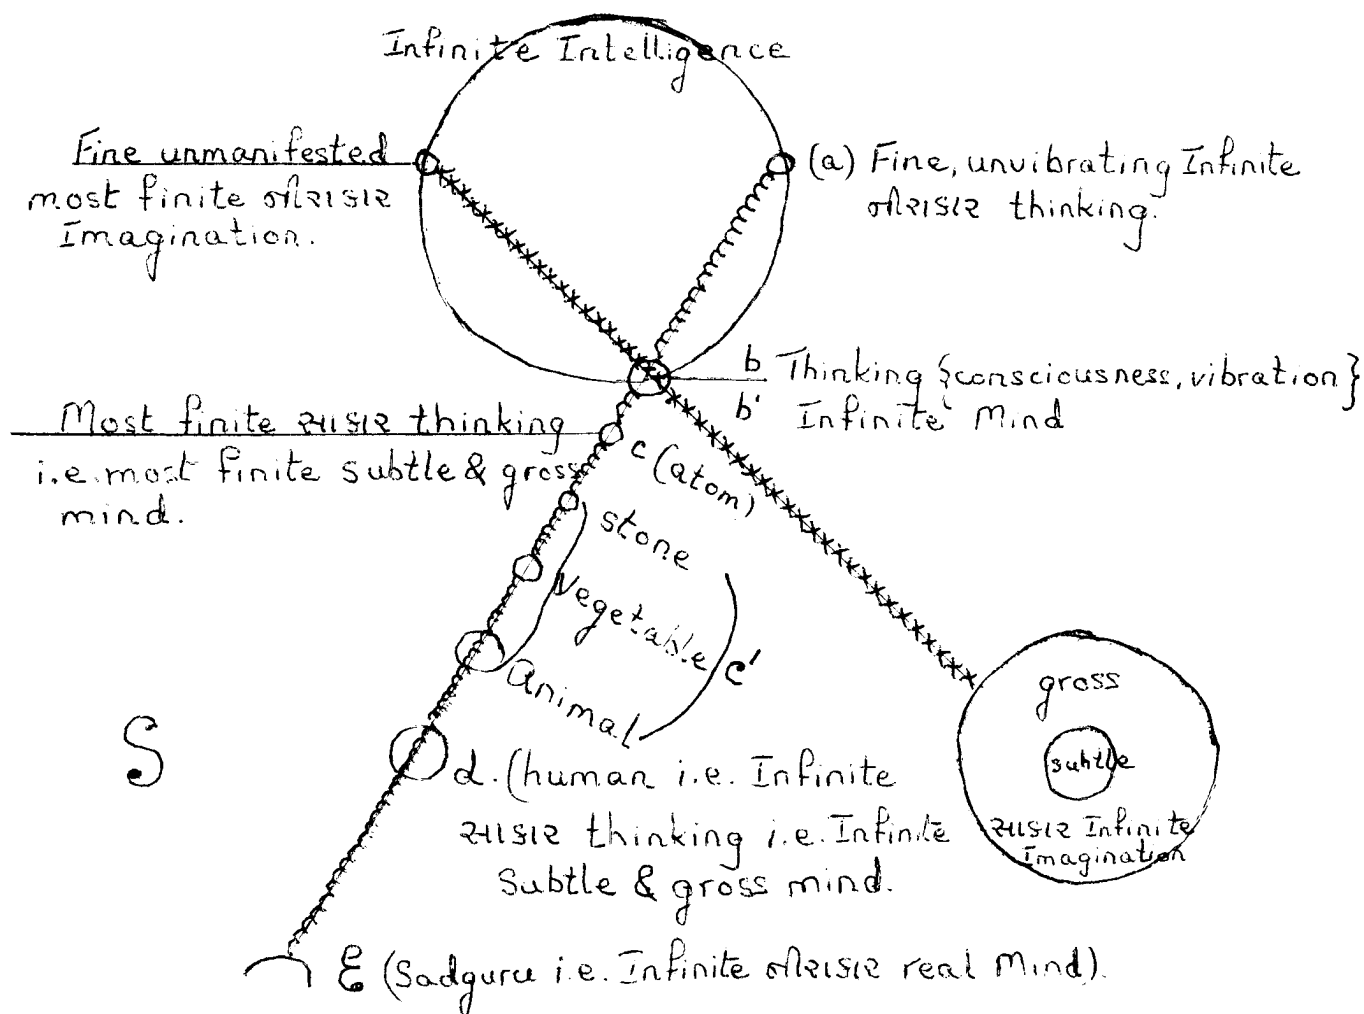 Infinite Intelligence
Fine unmanifested
most finite નીરાકાર
Imagination.
(a) Fine, unvibrating Infinite
નીરાકાર thinking.
b Thinking {consciousness, vibration}
b' Infinite Mind
Most finite સાકાર thinking
i.e. most finite subtle & gross
mind.
c (atom)
stone
Vegetable
Animal
c'
gross
subtle
સાકાર Infinite
Imagination
S
d. (human i.e. Infinite
સાકાર thinking i.e. Infinite
Subtle & gross mind.
E (Sadguru i.e. Infinite નીરાકાર real Mind).